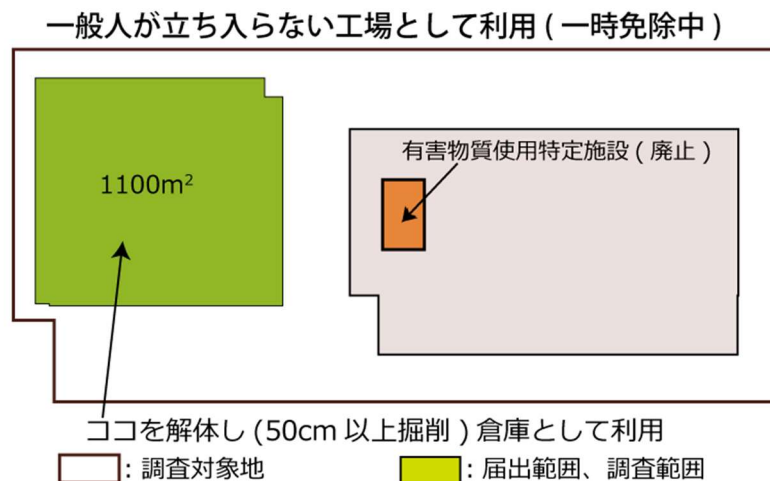 一般人が立ち入らない工場として利用 ( 一時免除中 )
有害物質使用特定施設 ( 廃止 )
1100m²
ココを解体し (50cm 以上掘削 ) 倉庫として利用
: 調査対象地
: 届出範囲、調査範囲